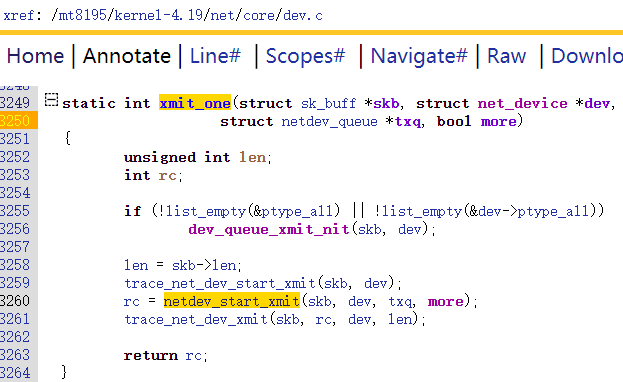 xref: /mt8195/kernel-4.19/net/core/dev.c
Home | Annotate | Line# | Scopes# | Navigate# | Raw | Downlo
3248
3249 static int xmit_one(struct sk_buff *skb, struct net_device *dev,
3250 struct netdev_queue *txq, bool more)
3251 {
3252 unsigned int len;
3253 int rc;
3254
3255 if (!list_empty(&ptype_all) || !list_empty(&dev->ptype_all))
3256 dev_queue_xmit_nit(skb, dev);
3257
3258 len = skb->len;
3259 trace_net_dev_start_xmit(skb, dev);
3260 rc = netdev_start_xmit(skb, dev, txq, more);
3261 trace_net_dev_xmit(skb, rc, dev, len);
3262
3263 return rc;
3264 }